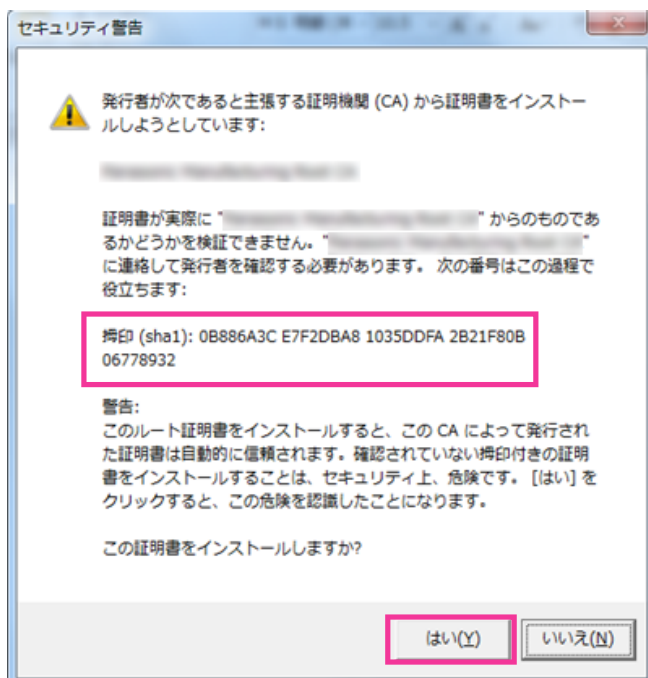 セキュリティ警告
発行者が次であると主張する証明機関 (CA) から証明書をインストー
ルしようとしています:
証明書が実際に "" からのものであ
るかどうかを検証できません。"
"
に連絡して発行者を確認する必要があります。 次の番号はこの過程で
役立ちます:
拇印 (sha1): 0B886A3C E7F2DBA8 1035DDFA 2B21F80B
06778932
警告:
このルート証明書をインストールすると、この CA によって発行され
た証明書は自動的に信頼されます。確認されていない拇印付きの証明
書をインストールすることは、セキュリティ上、危険です。 [はい] を
クリックすると、この危険を認識したことになります。
この証明書をインストールしますか?
はい(Y)
いいえ(N)